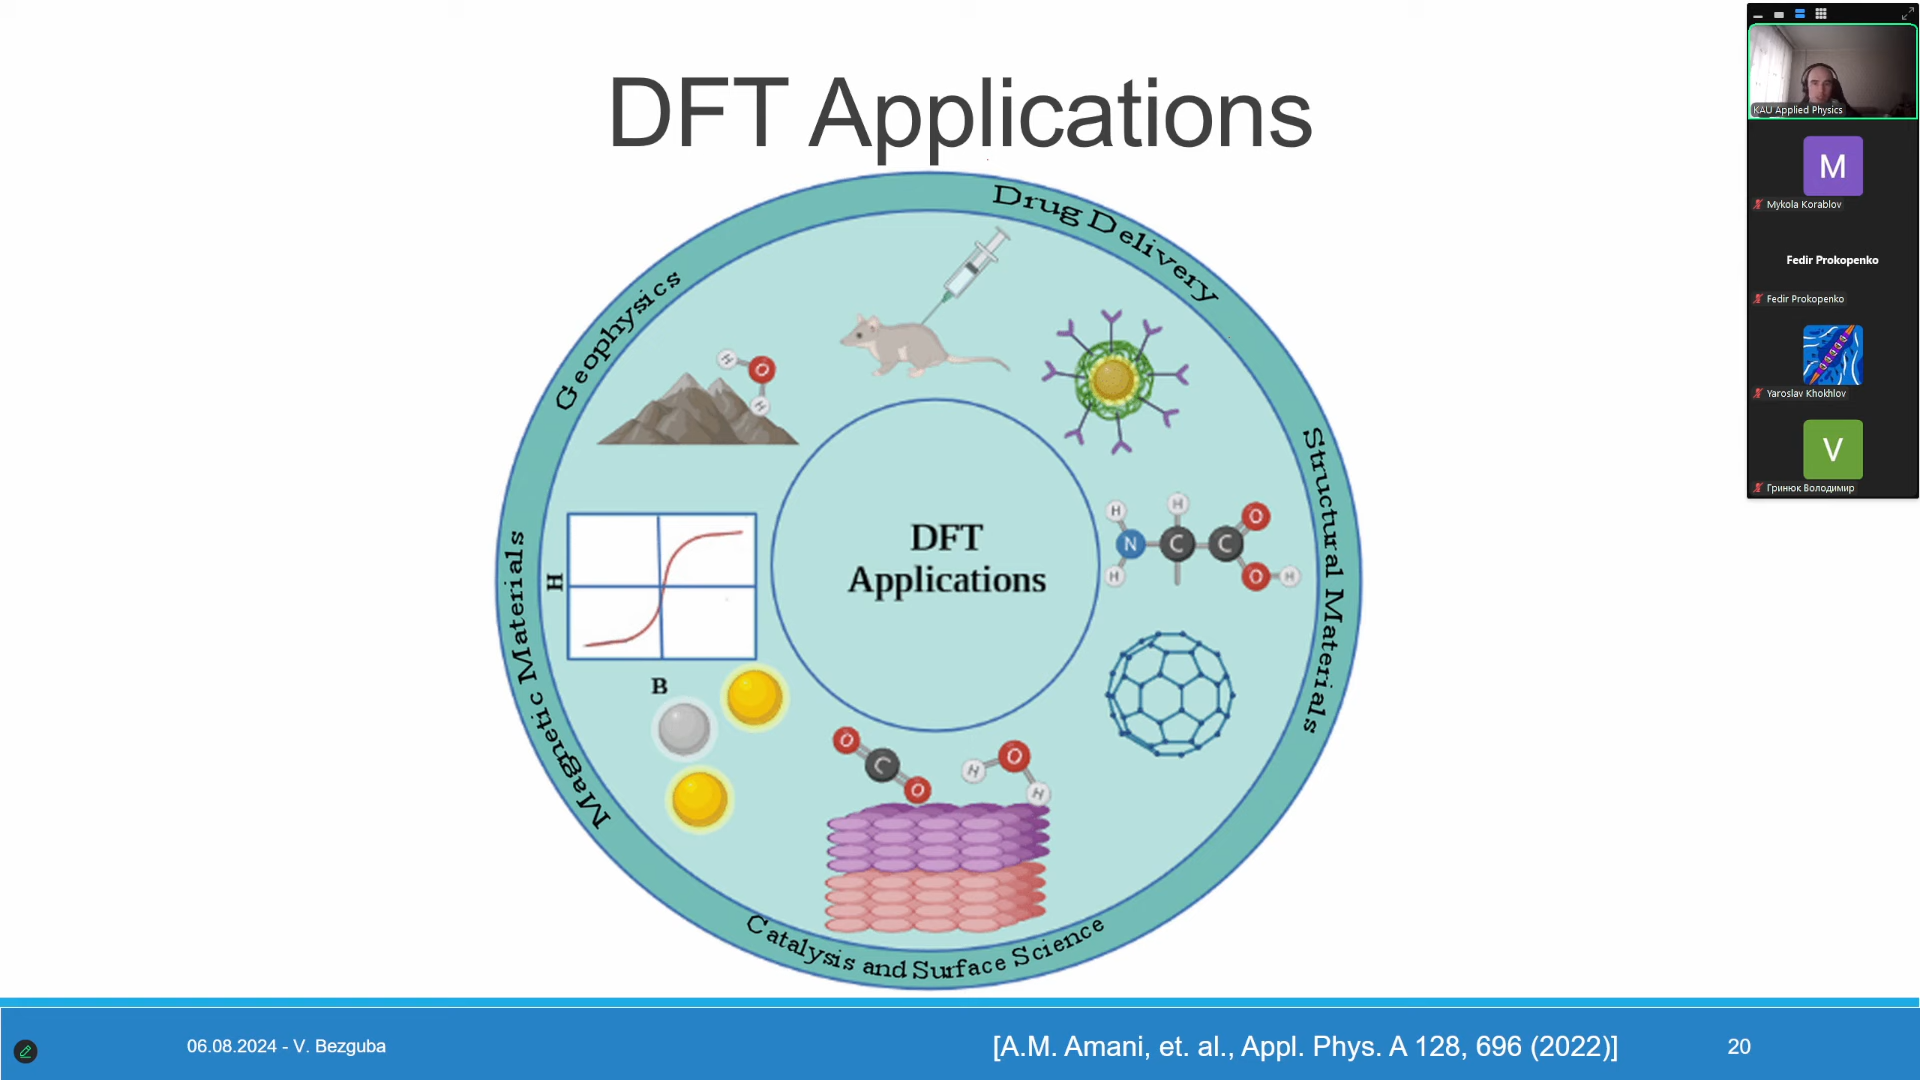 DFT Applications
Drug Delivery
Geophysics
H
O
H
Structural Materials
H
H
O
N
C
C
H
O
H
DFT
Applications
Magnetic Materials
H
B
O
C
O
O
H
H
Catalysis and Surface Science
06.08.2024 - V. Bezguba
[A.M. Amani, et. al., Appl. Phys. A 128, 696 (2022)]
20
KAU Applied Physics
M
Mykola Korablov
Fedir Prokopenko
Fedir Prokopenko
Yaroslav Khokhlov
V
Гринюк Володимир